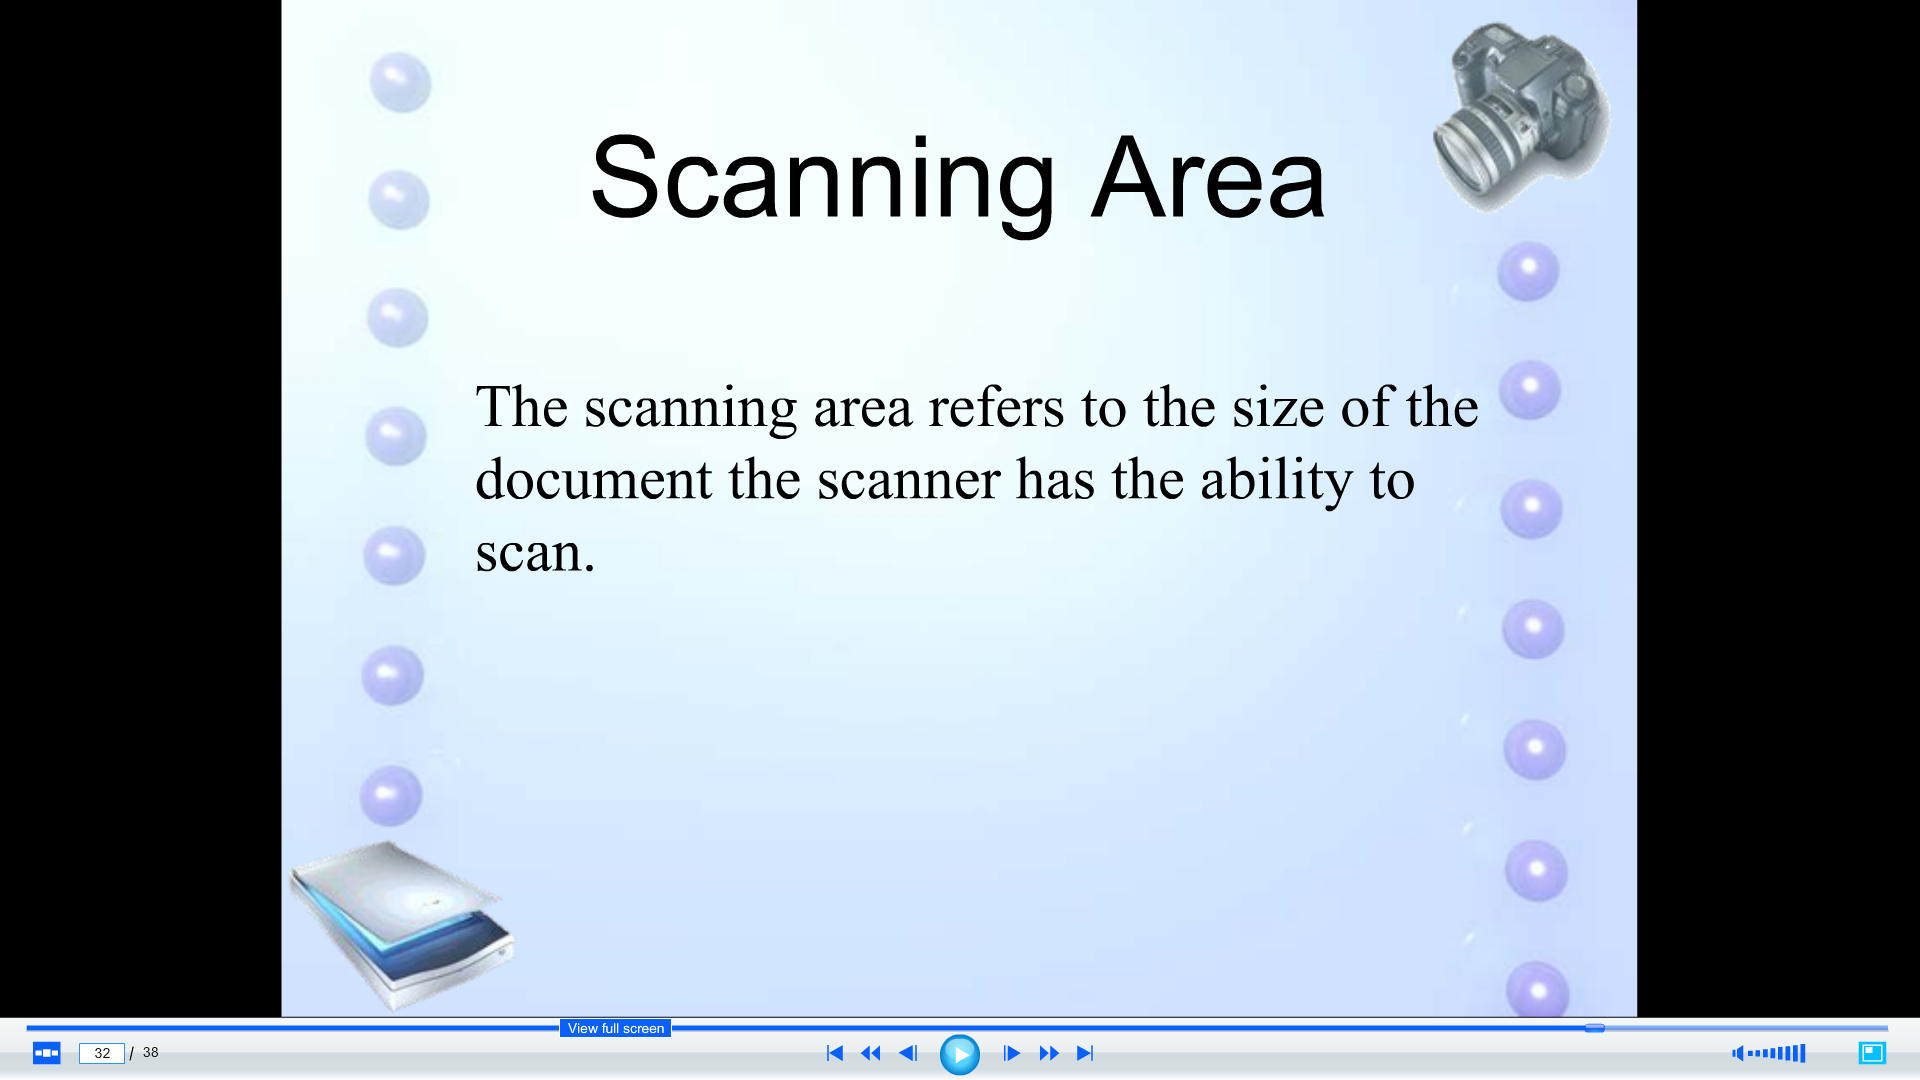 Scanning Area
The scanning area refers to the size of the
document the scanner has the ability to
scan.
View full screen
32 / 38